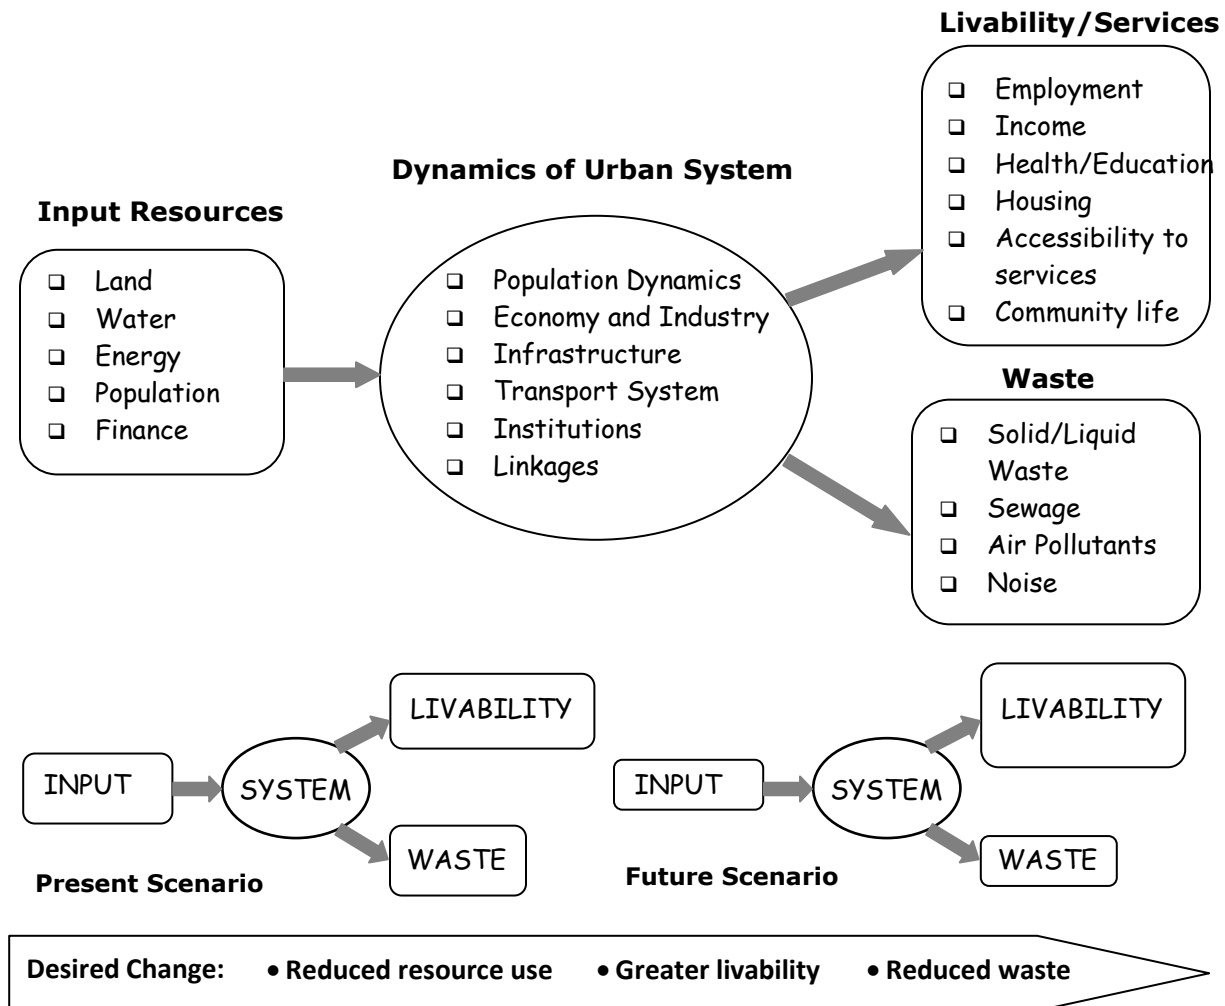 Livability/Services
Employment
Income
Health/Education
Housing
Accessibility to
services
Community life
Dynamics of Urban System
Population Dynamics
Economy and Industry
Infrastructure
Transport System
Institutions
Linkages
Input Resources
Land
Water
Energy
Population
Finance
Waste
Solid/Liquid
Waste
Sewage
Air Pollutants
Noise
INPUT
SYSTEM
LIVABILITY
WASTE
Present Scenario
INPUT
SYSTEM
LIVABILITY
WASTE
Future Scenario
Desired Change: • Reduced resource use • Greater livability • Reduced waste